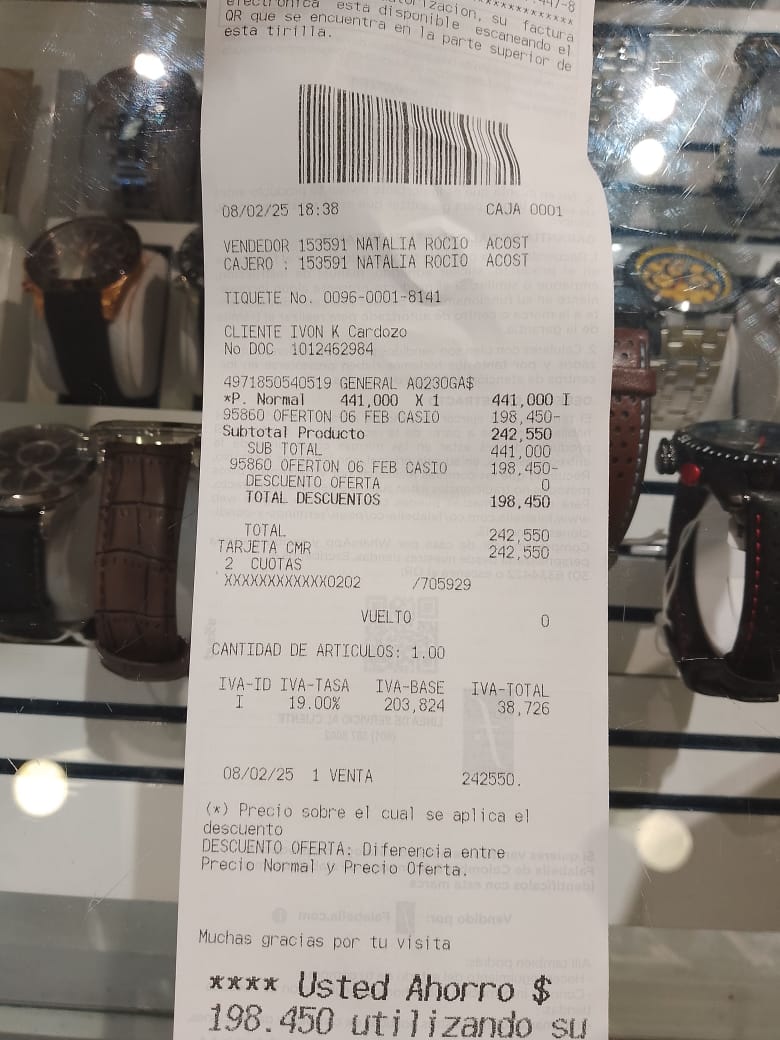 electrónica esta disponible escaneando el
QR que se encuentra en la parte superior de
esta tirilla.
08/02/25 18:38 CAJA 0001
VENDEDOR 153591 NATALIA ROCIO ACOST
CAJERO : 153591 NATALIA ROCIO ACOST
TIQUETE No. 0096-0001-8141
CLIENTE IVON K Cardozo
No DOC 1012462984
4971850540519 GENERAL AQ230GA$
*P. Normal 441,000 X 1 441,000 I
95860 OFERTON 06 FEB CASIO 198,450-
Subtotal Producto 242,550
SUB TOTAL 441,000
95860 OFERTON 06 FEB CASIO 198,450-
DESCUENTO OFERTA 0
TOTAL DESCUENTOS 198,450
TOTAL 242,550
TARJETA CMR 242,550
2 CUOTAS
XXXXXXXXXXXX0202 /705929
VUELTO 0
CANTIDAD DE ARTICULOS: 1.00
IVA-ID IVA-TASA IVA-BASE IVA-TOTAL
I 19.00% 203,824 38,726
08/02/25 1 VENTA 242550.
(*) Precio sobre el cual se aplica el
descuento
DESCUENTO OFERTA: Diferencia entre
Precio Normal y Precio Oferta.
Muchas gracias por tu visita
**** Usted Ahorro $
198.450 utilizando su